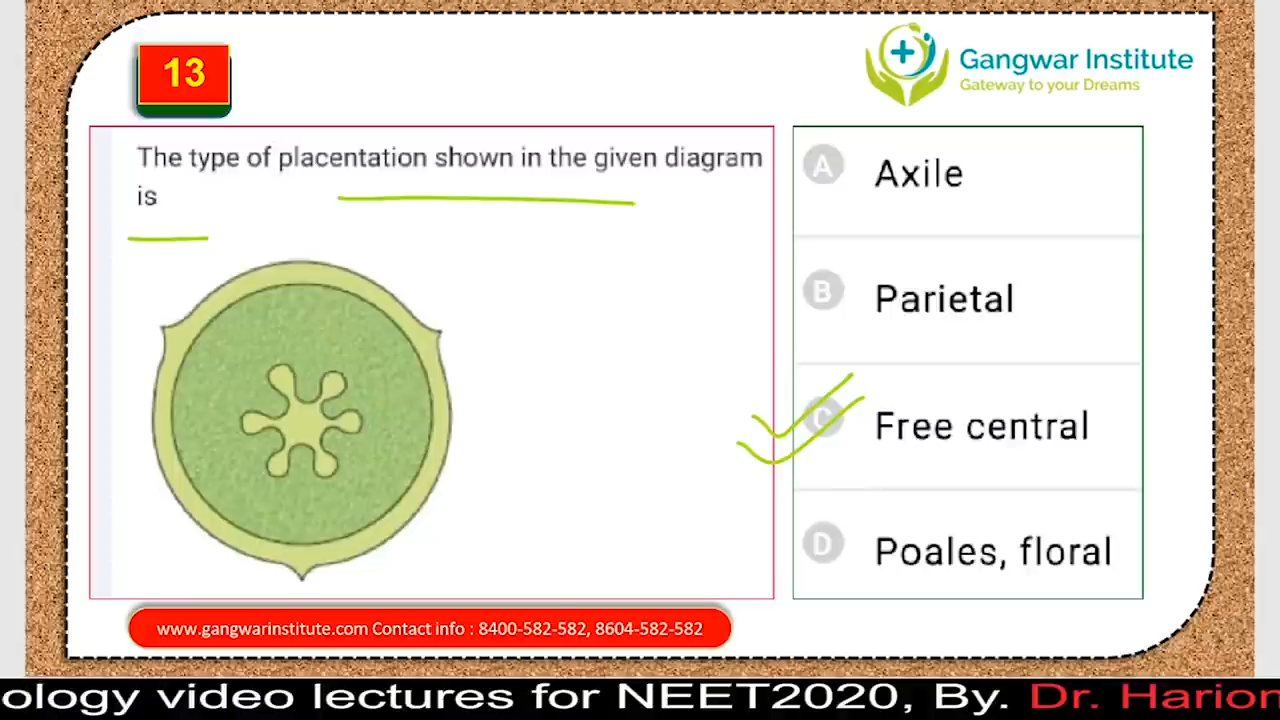 13
Gangwar Institute
Gateway to your Dreams
The type of placentation shown in the given diagram
is
A Axile
B Parietal
C Free central
D Poales, floral
www.gangwarinstitute.com Contact info : 8400-582-582, 8604-582-582
ology video lectures for NEET2020, By. Dr. Harion